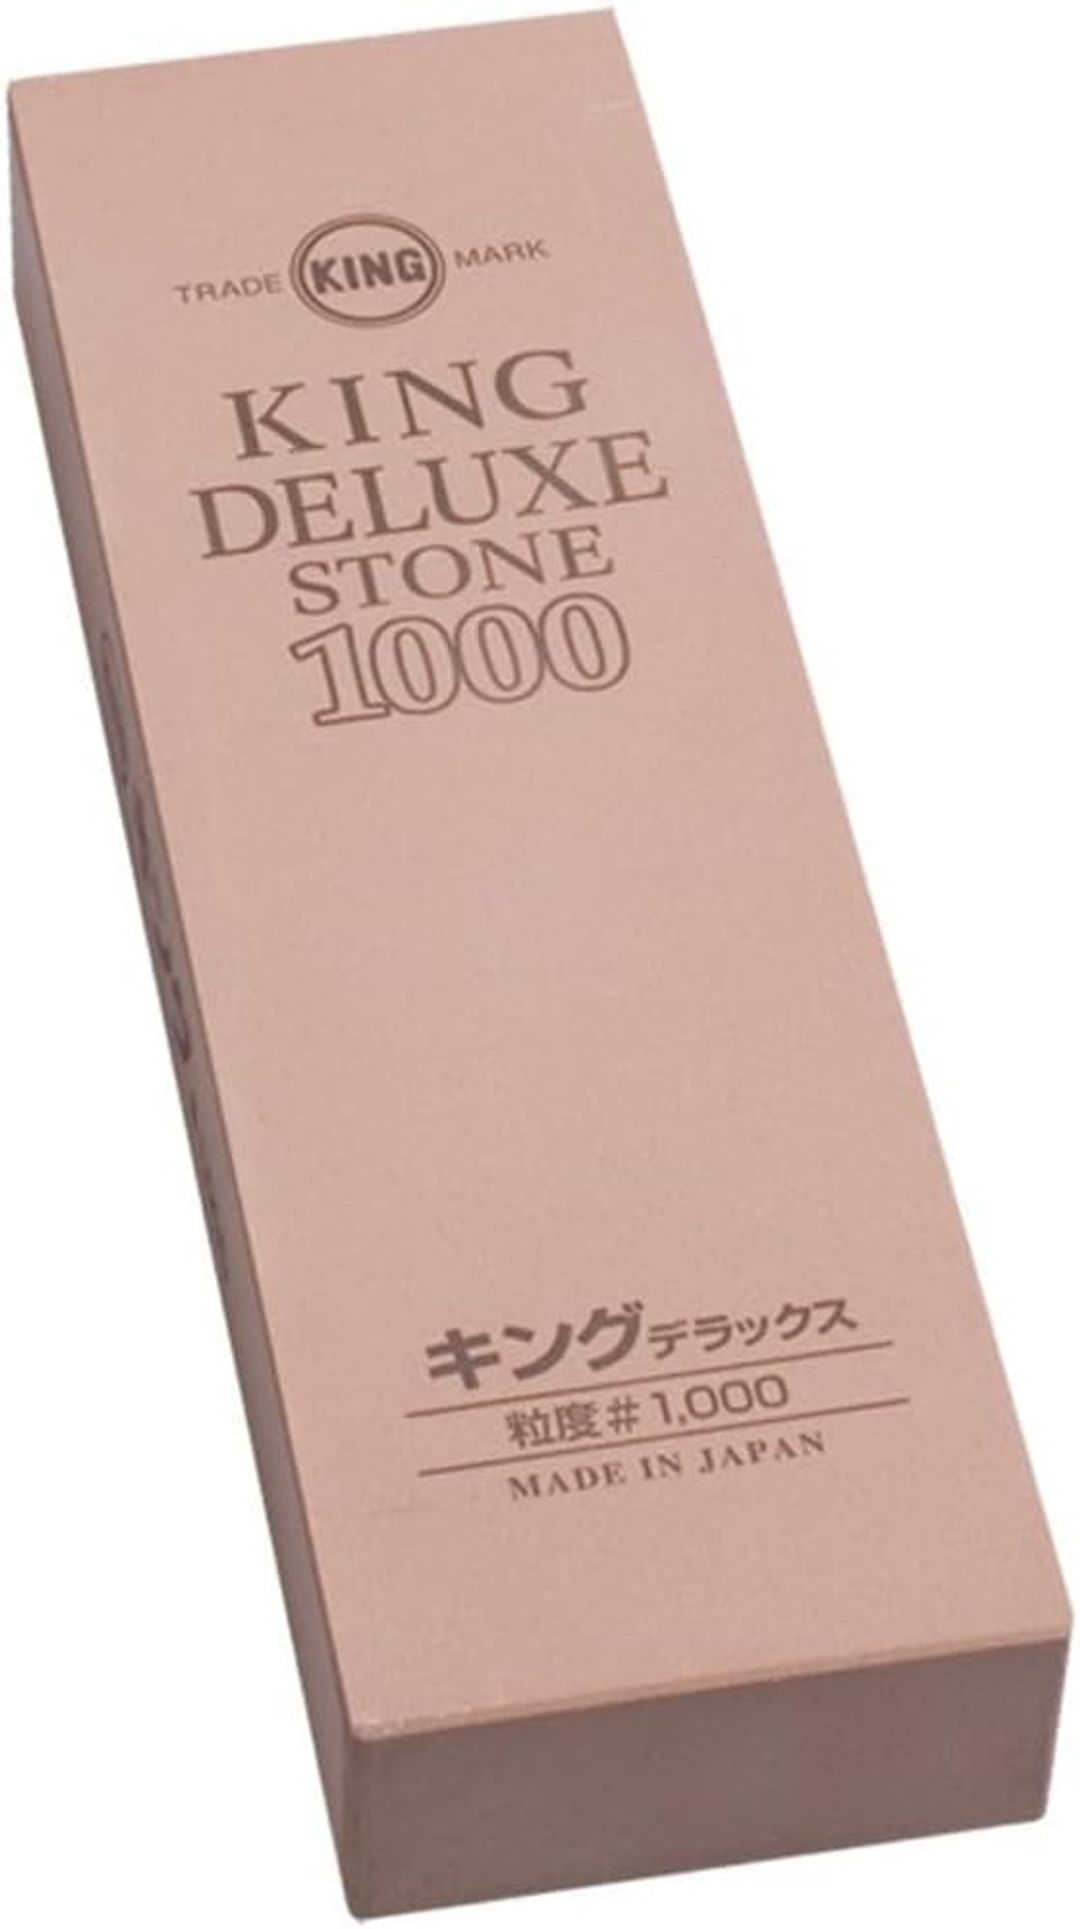 TRADE KING MARK
KING
DELUXE
STONE
1000
キングデラックス
粒度#1,000
MADE IN JAPAN